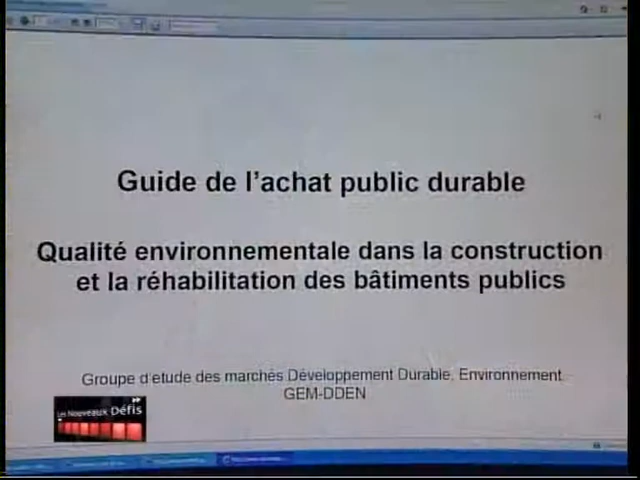 Guide de l'achat public durable
Qualité environnementale dans la construction
et la réhabilitation des bâtiments publics
Groupe d'etude des marchés Développement Durable, Environnement
GEM-DDEN
Les Nouveaux Défis